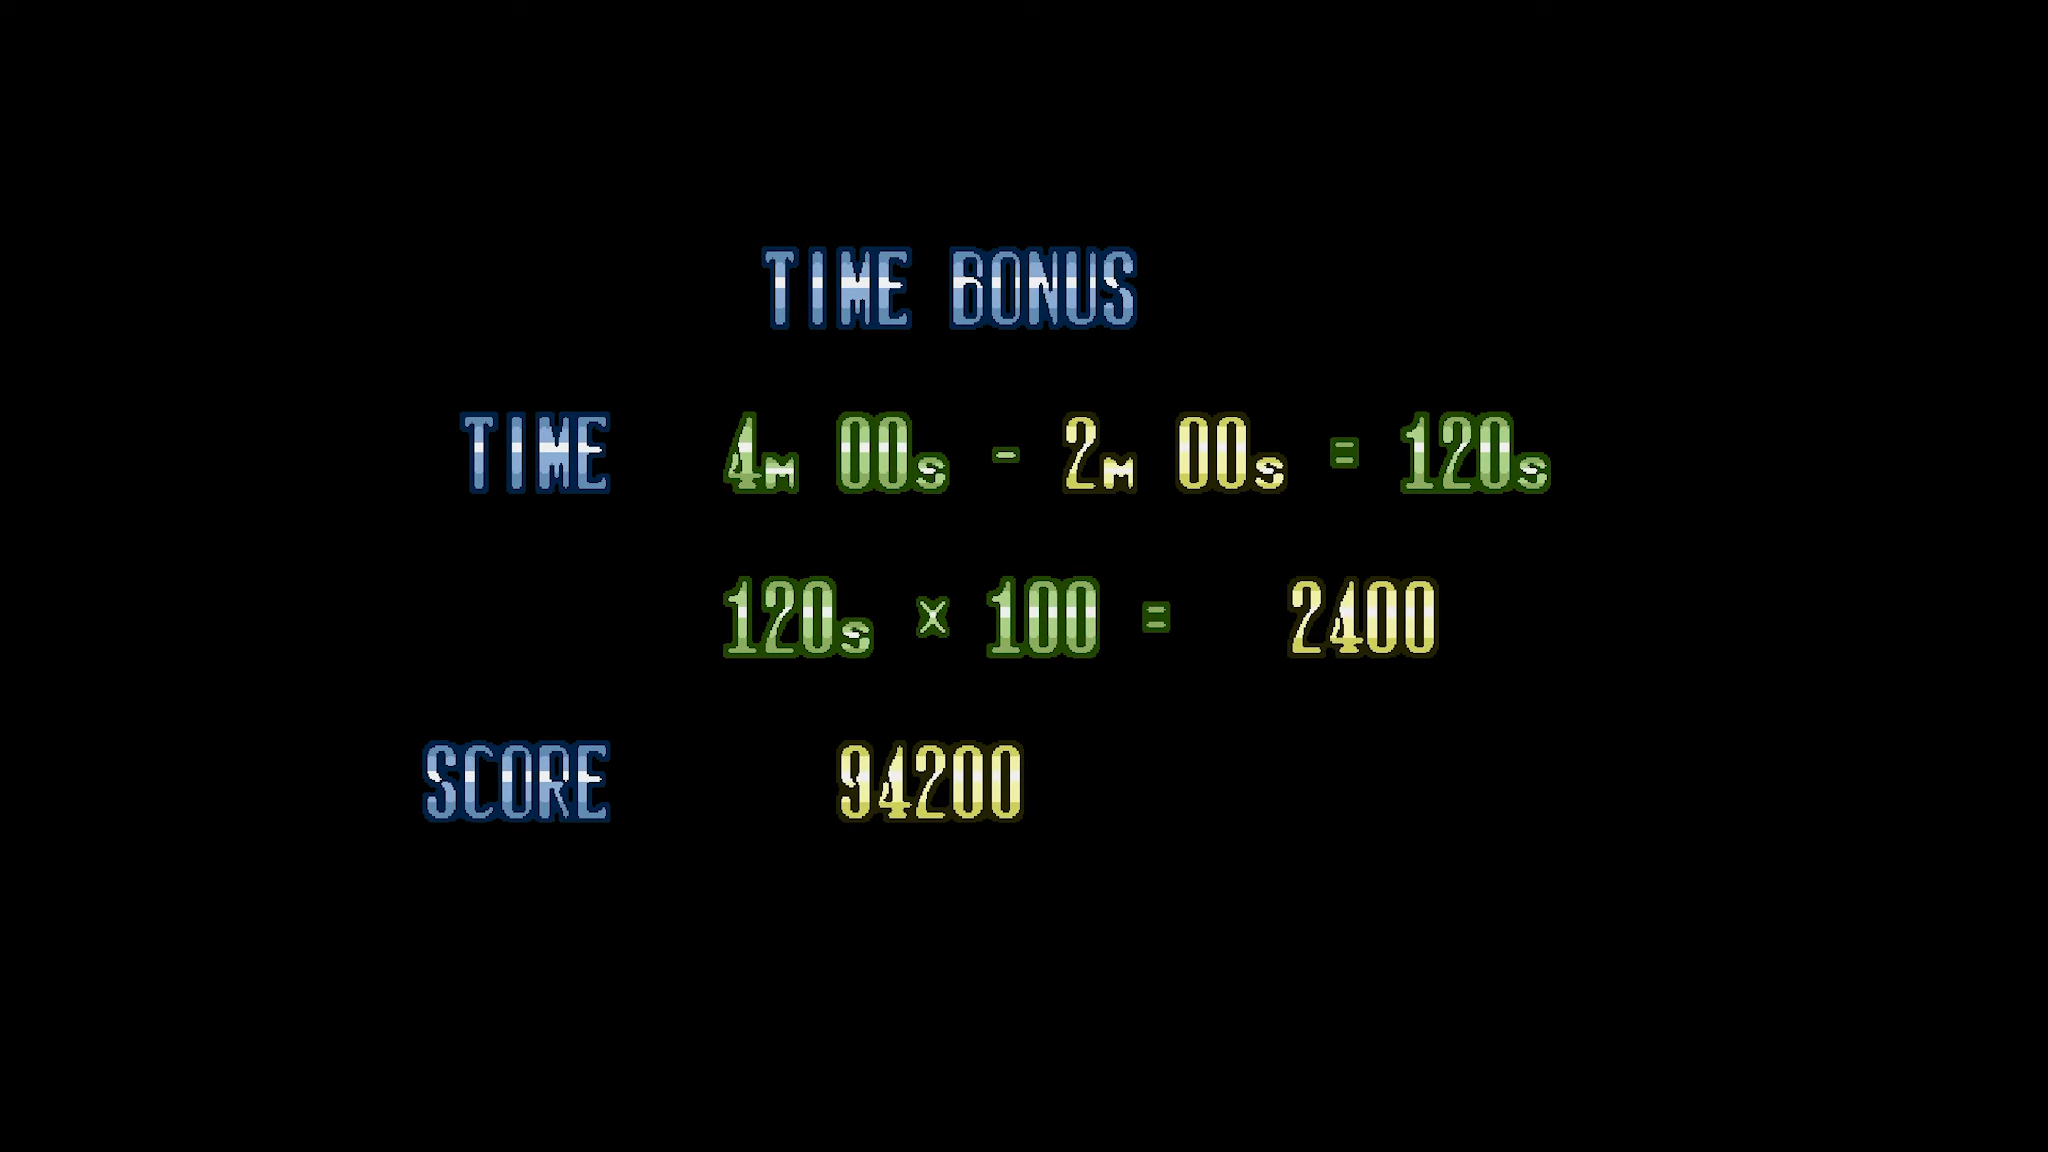 TIME BONUS
TIME 4M 00S - 2M 00S = 120S
120S × 100 = 2400
SCORE 94200